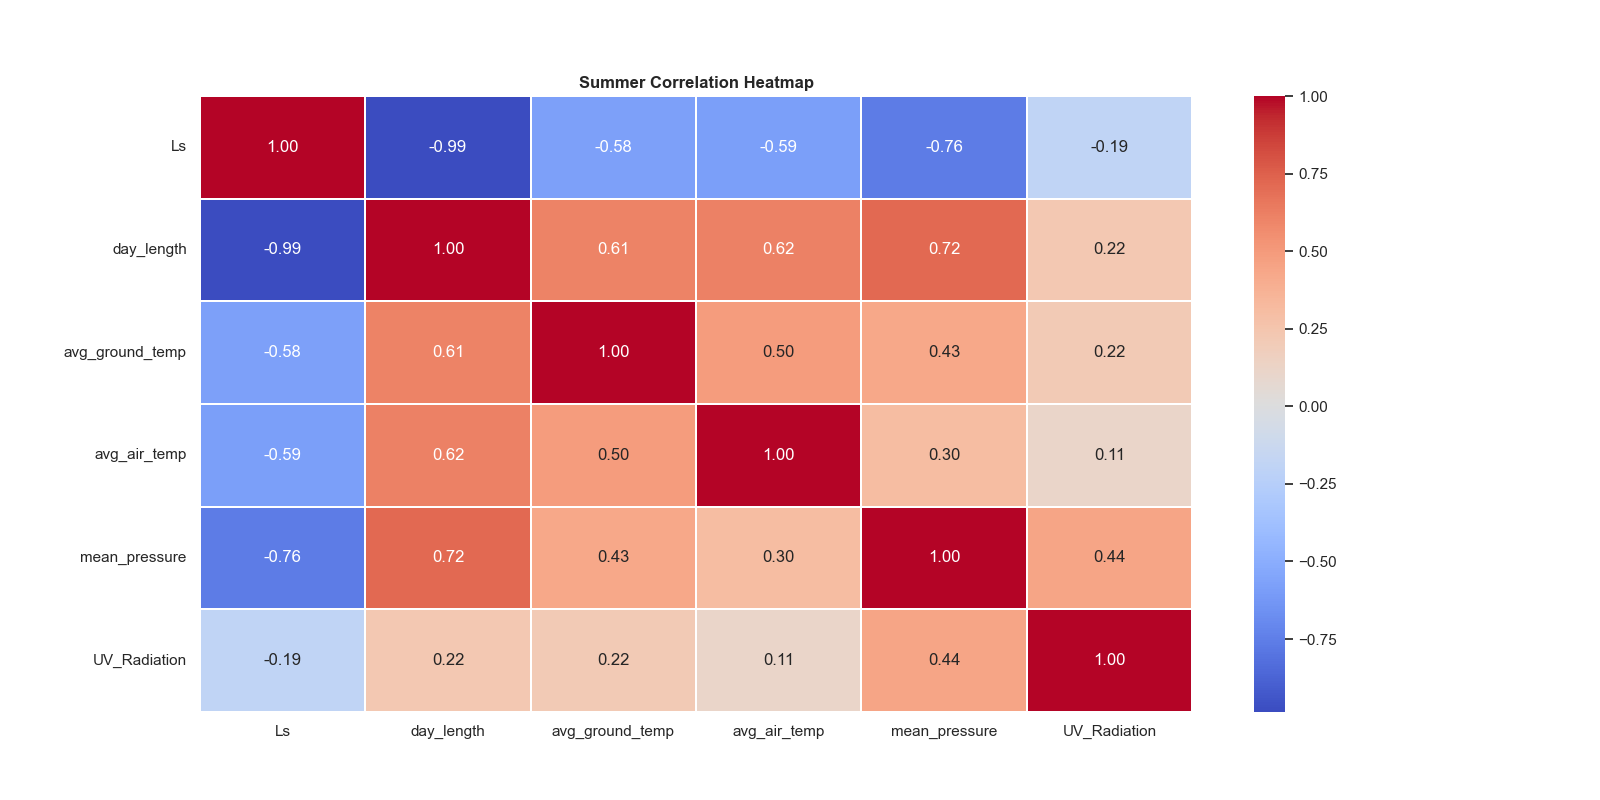 Summer Correlation Heatmap
Ls 1.00 -0.99 -0.58 -0.59 -0.76 -0.19
day_length -0.99 1.00 0.61 0.62 0.72 0.22
avg_ground_temp -0.58 0.61 1.00 0.50 0.43 0.22
avg_air_temp -0.59 0.62 0.50 1.00 0.30 0.11
mean_pressure -0.76 0.72 0.43 0.30 1.00 0.44
UV_Radiation -0.19 0.22 0.22 0.11 0.44 1.00
Ls day_length avg_ground_temp avg_air_temp mean_pressure UV_Radiation
1.00
0.75
0.50
0.25
0.00
−0.25
−0.50
−0.75